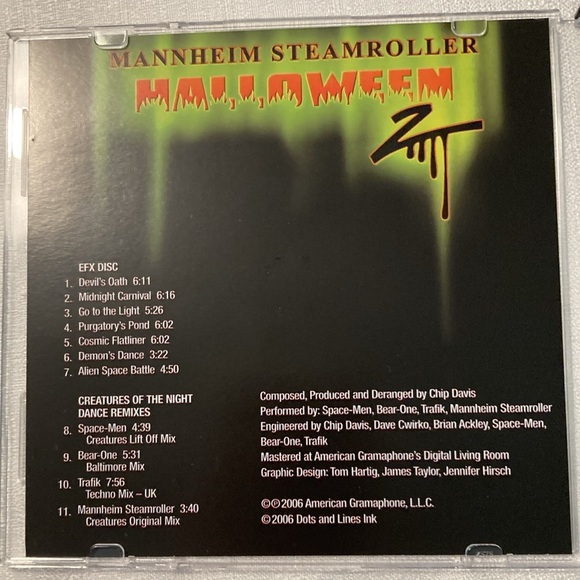 MANNHEIM STEAMROLLER
HALLOWEEN
2
EFX DISC
1. Devil's Oath 6:11
2. Midnight Carnival 6:16
3. Go to the Light 5:26
4. Purgatory's Pond 6:02
5. Cosmic Flatliner 6:02
6. Demon's Dance 3:22
7. Alien Space Battle 4:50
CREATURES OF THE NIGHT
DANCE REMIXES
8. Space-Men 4:39
Creatures Lift Off Mix
9. Bear-One 5:31
Baltimore Mix
10. Trafik 7:56
Techno Mix – UK
11. Mannheim Steamroller 3:40
Creatures Original Mix
Composed, Produced and Deranged by Chip Davis
Performed by: Space-Men, Bear-One, Trafik, Mannheim Steamroller
Engineered by Chip Davis, Dave Cwirko, Brian Ackley, Space-Men,
Bear-One, Trafik
Mastered at American Gramaphone's Digital Living Room
Graphic Design: Tom Hartig, James Taylor, Jennifer Hirsch
©℗2006 American Gramaphone, L.L.C.
©2006 Dots and Lines Ink